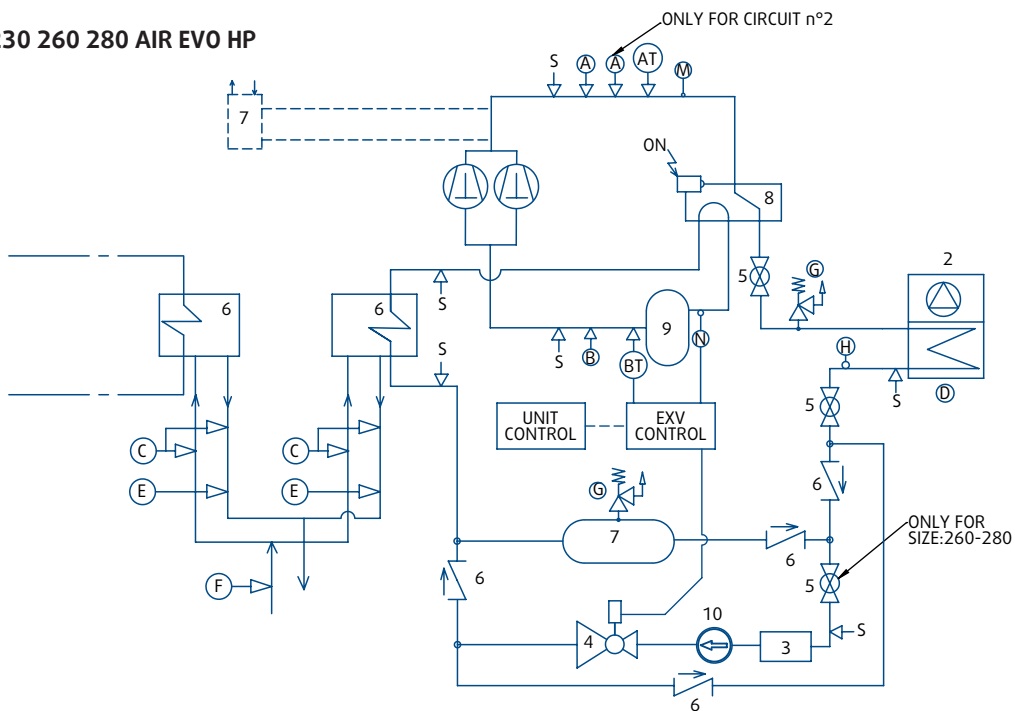 230 260 280 AIR EVO HP
ONLY FOR CIRCUIT n°2
S
A
A
AT
M
7
ON
8
5
G
2
6
S
6
9
N
H
S
B
BT
D
S
S
5
UNIT
CONTROL
EXV
CONTROL
C
C
E
E
G
6
7
6
ONLY FOR
SIZE:260-280
F
6
5
10
S
4
3
6